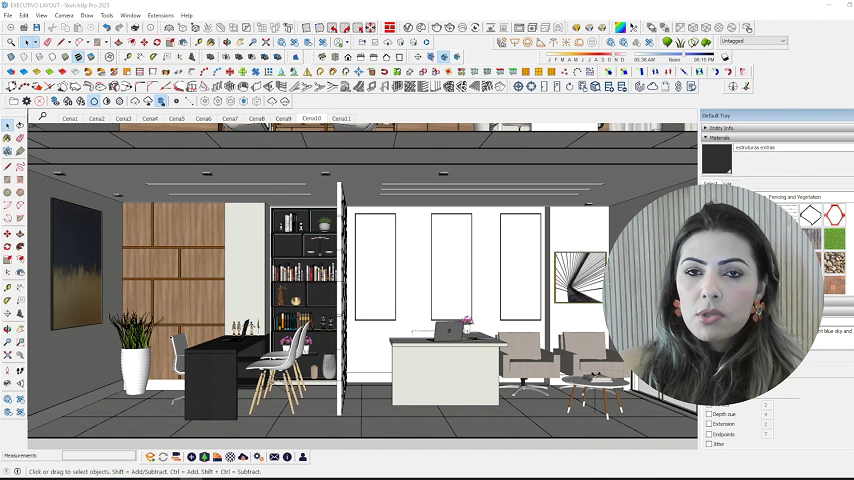 EXECUTIVO LAYOUT - SketchUp Pro 2023
File Edit View Camera Draw Tools Window Extensions Help
Untagged
J F M A M J J A S O N D 05:36 AM Noon 06:15 PM
Cena1 Cena2 Cena3 Cena4 Cena5 Cena6 Cena7 Cena8 Cena9 Cena10 Cena11
Default Tray
Entity Info
Materials
estruturas extras
Fencing and Vegetation
nt blue sky and
2
Depth cue 4
Extension 2
Endpoints 7
Jitter
Measurements
Click or drag to select objects. Shift = Add/Subtract. Ctrl = Add. Shift + Ctrl = Subtract.